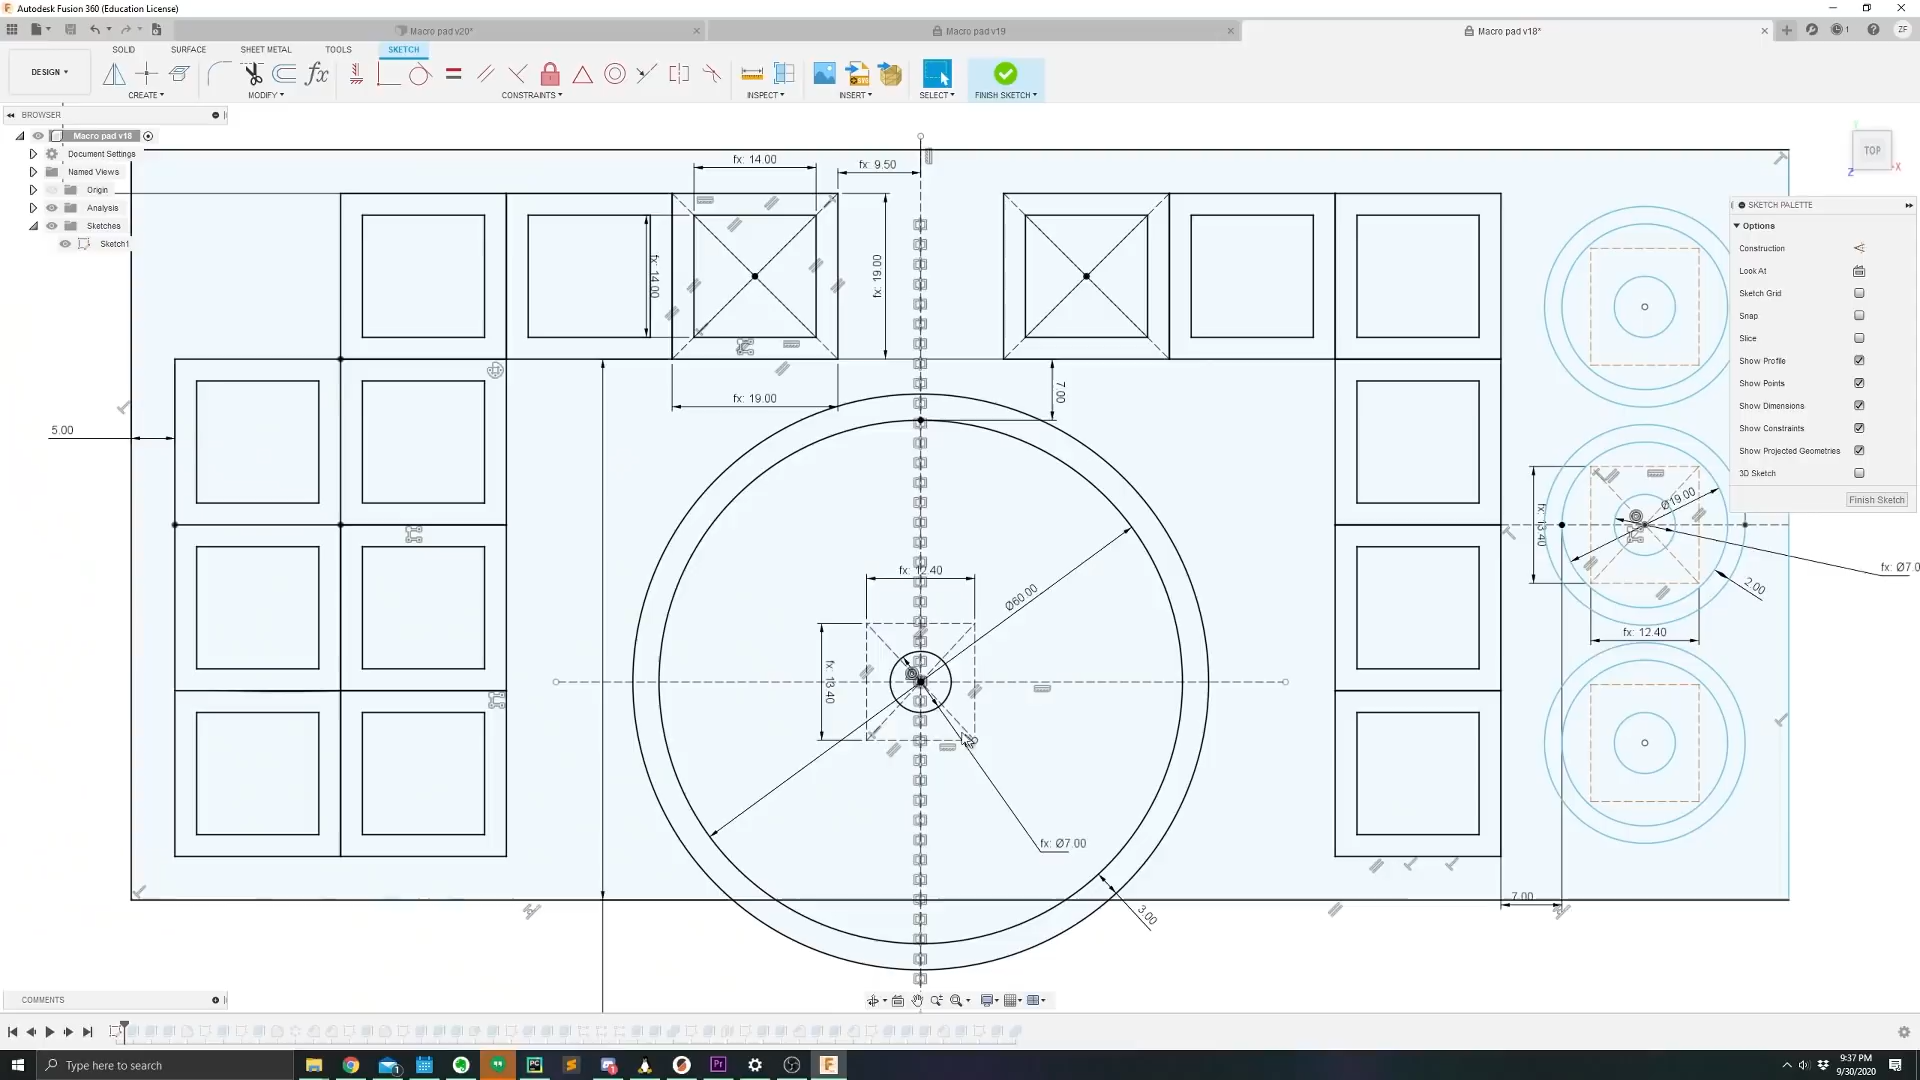 Autodesk Fusion 360 (Education License)
Macro pad v20*
Macro pad v19
Macro pad v18*
1
ZF
SOLID
SURFACE
SHEET METAL
TOOLS
SKETCH
DESIGN
CREATE
MODIFY
CONSTRAINTS
INSPECT
INSERT
SELECT
FINISH SKETCH
BROWSER
Macro pad v18
Document Settings
Named Views
Origin
Analysis
Sketches
Sketch1
TOP
X
Z
fx: 14.00
fx: 9.50
fx: 14.00
fx: 19.00
fx: 19.00
7.00
5.00
fx: 12.40
Ø60.00
fx: 13.40
fx: Ø7.00
3.00
7.00
fx: 13.40
Ø19.00
fx: Ø7.0
2.00
fx: 12.40
SKETCH PALETTE
Options
Construction
Look At
Sketch Grid
Snap
Slice
Show Profile
Show Points
Show Dimensions
Show Constraints
Show Projected Geometries
3D Sketch
Finish Sketch
COMMENTS
Type here to search
9:37 PM
9/30/2020